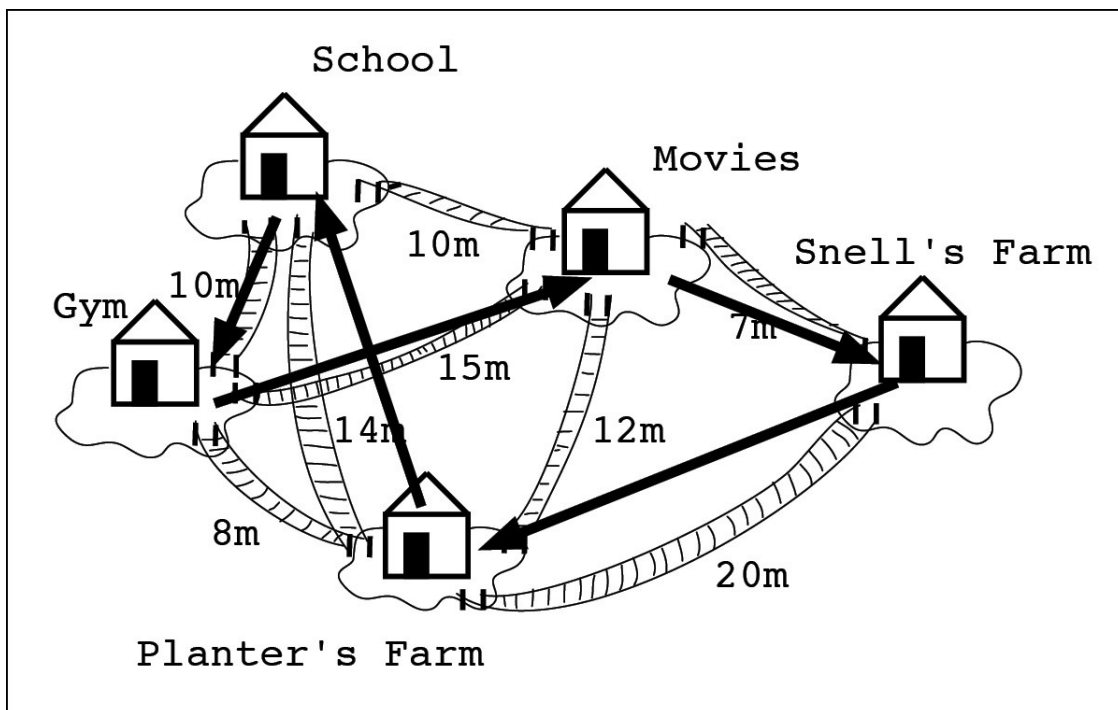 School
Movies
10m
Snell's Farm
10m
Gym
7m
15m
14m
12m
8m
20m
Planter's Farm